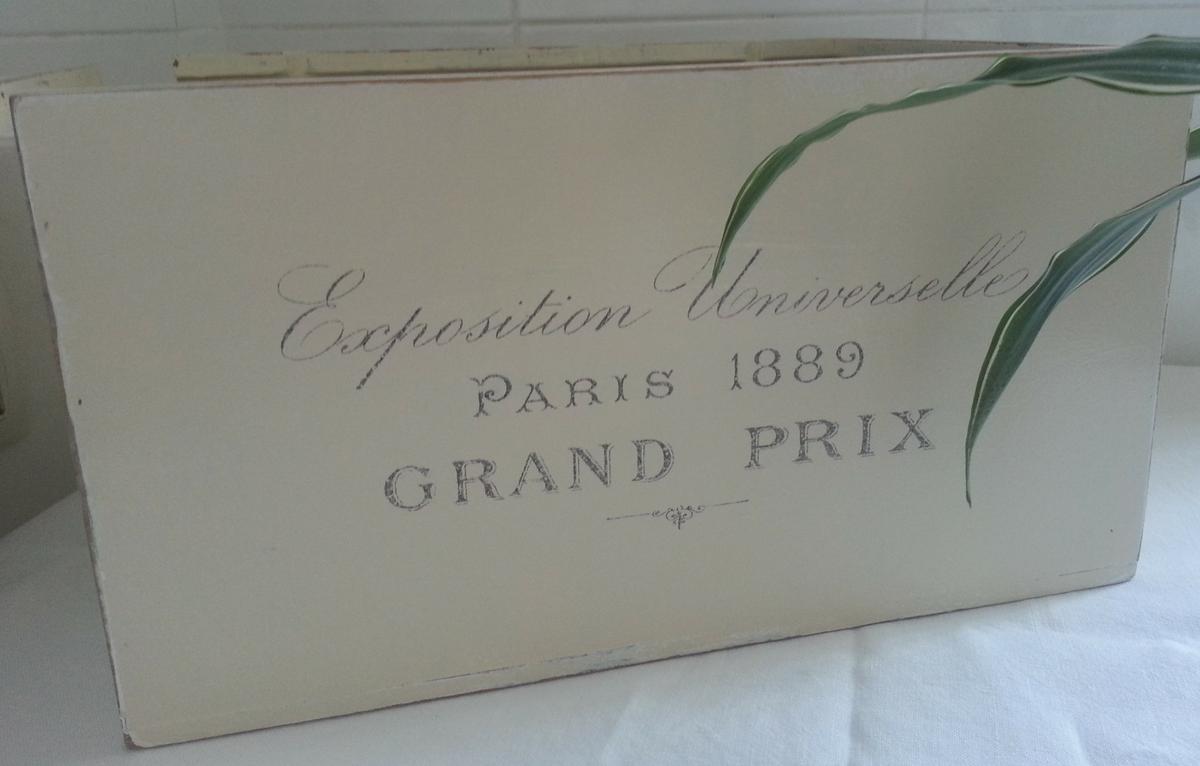 Exposition Universelle
PARIS 1889
GRAND PRIX